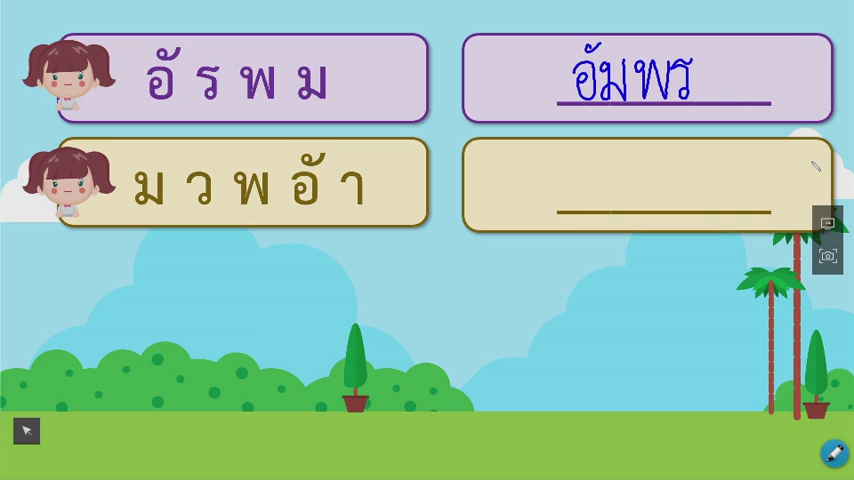 อั ร พ ม
อัมพร
ม ว พ อั า